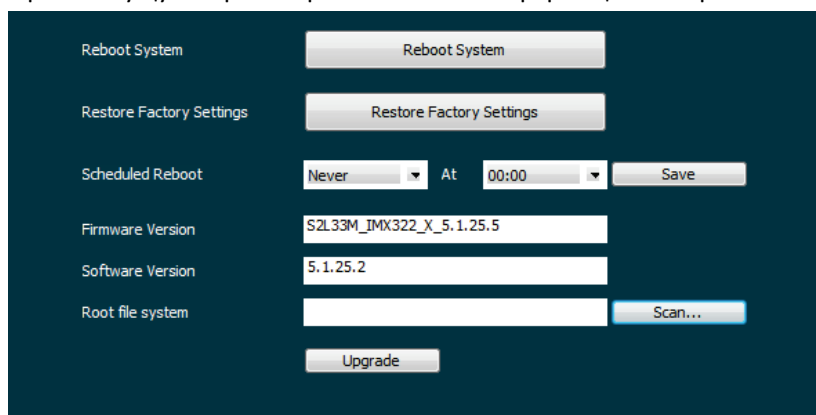 Reboot System Reboot System
Restore Factory Settings Restore Factory Settings
Scheduled Reboot Never At 00:00 Save
Firmware Version S2L33M_IMX322_X_5.1.25.5
Software Version 5.1.25.2
Root file system Scan...
Upgrade